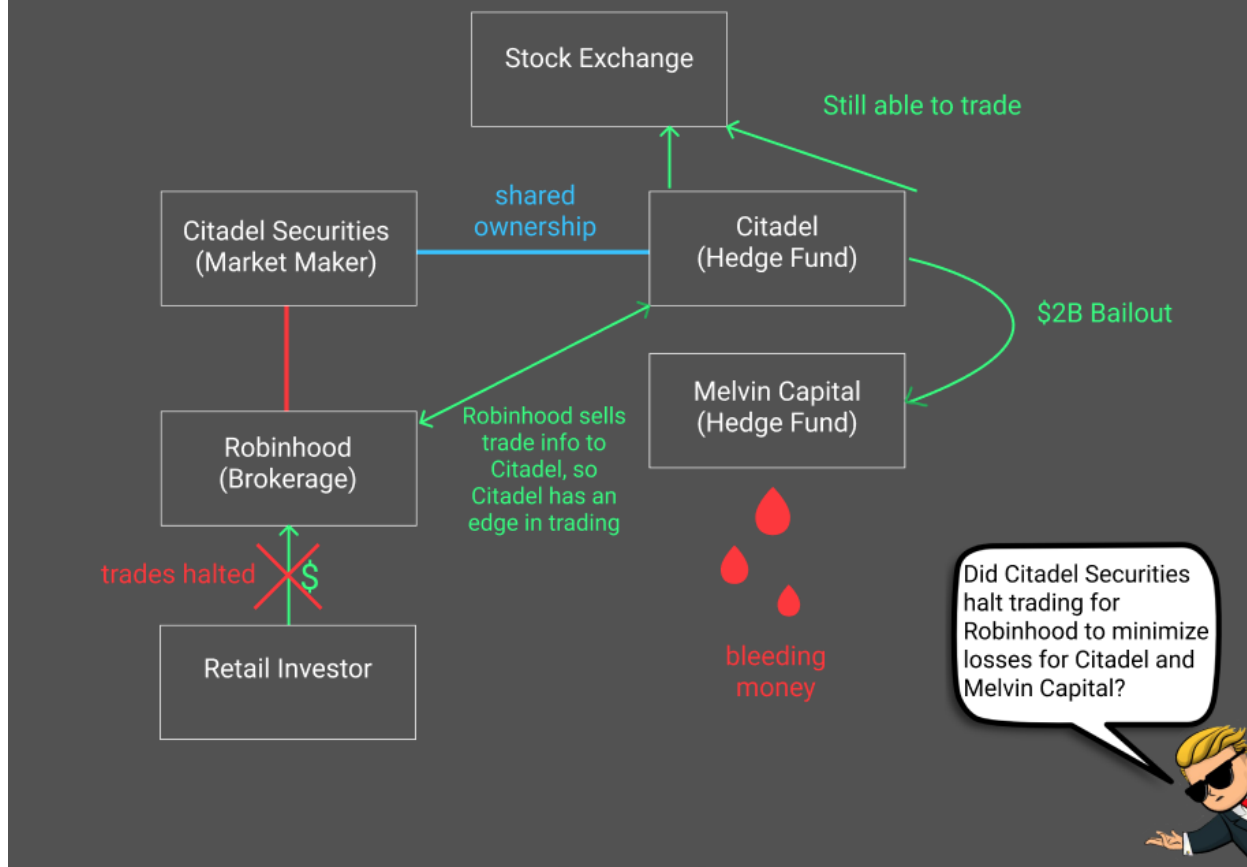 Stock Exchange
Still able to trade
shared
ownership
Citadel Securities
(Market Maker)
Citadel
(Hedge Fund)
$2B Bailout
Melvin Capital
(Hedge Fund)
Robinhood
(Brokerage)
Robinhood sells
trade info to
Citadel, so
Citadel has an
edge in trading
trades halted
$
Retail Investor
bleeding
money
Did Citadel Securities
halt trading for
Robinhood to minimize
losses for Citadel and
Melvin Capital?